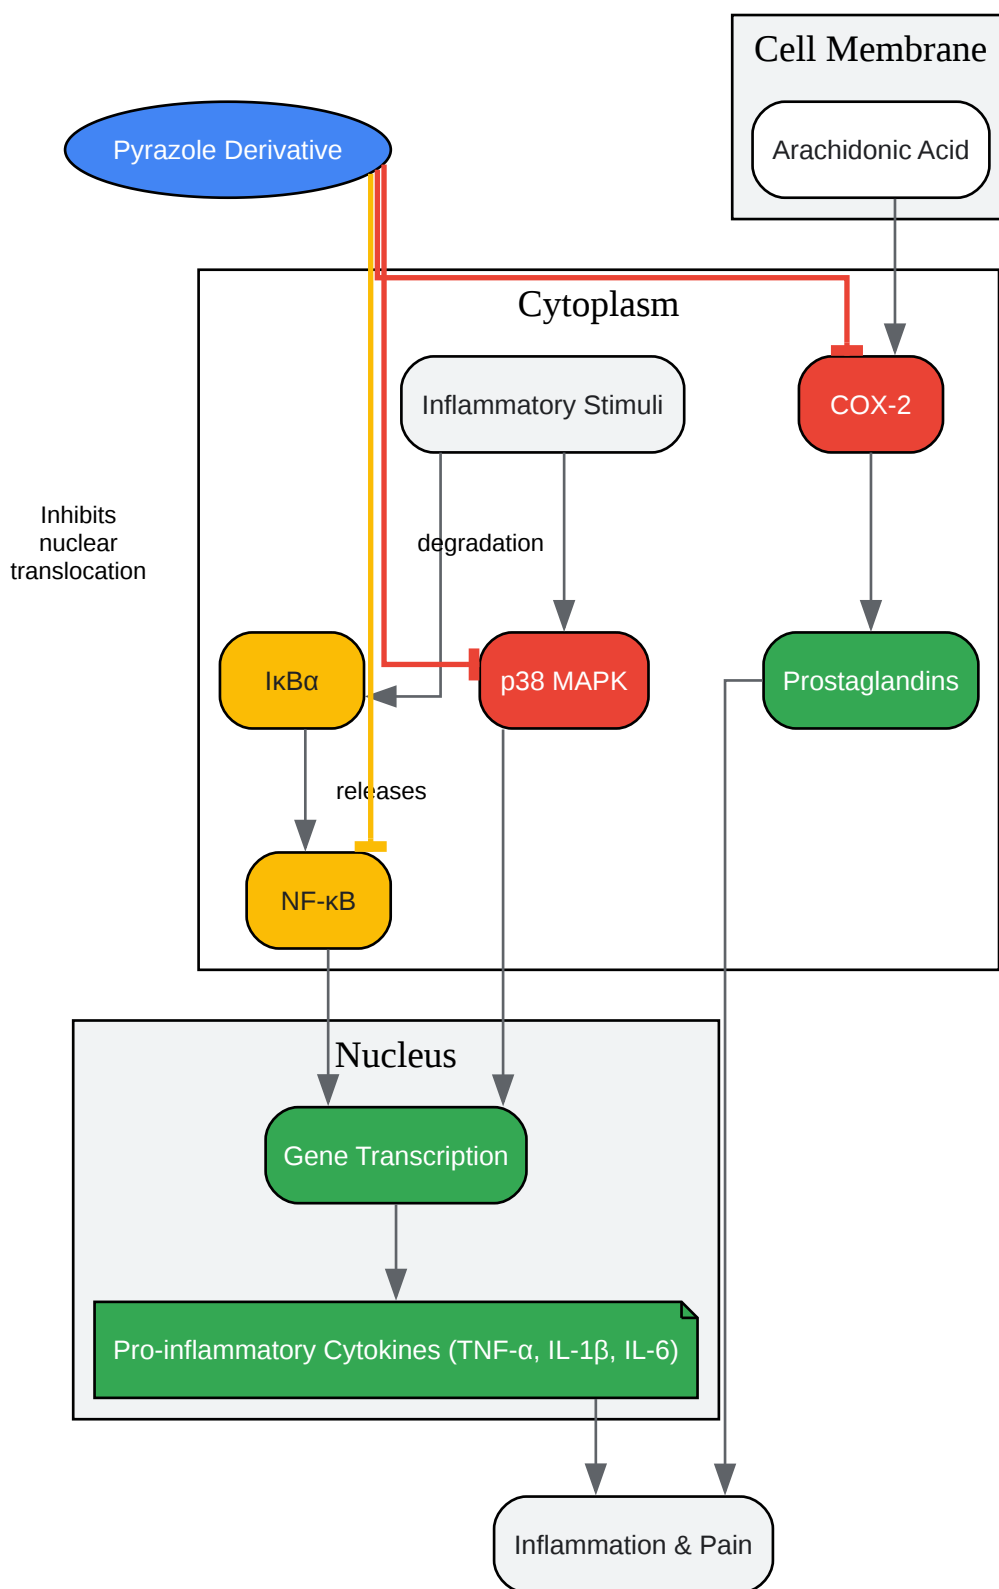 Cell Membrane
Pyrazole Derivative
Arachidonic Acid
Cytoplasm
Inflammatory Stimuli
COX-2
Inhibits
nuclear
translocation
degradation
IκBα
p38 MAPK
Prostaglandins
releases
NF-κB
Nucleus
Gene Transcription
Pro-inflammatory Cytokines (TNF-α, IL-1β, IL-6)
Inflammation & Pain